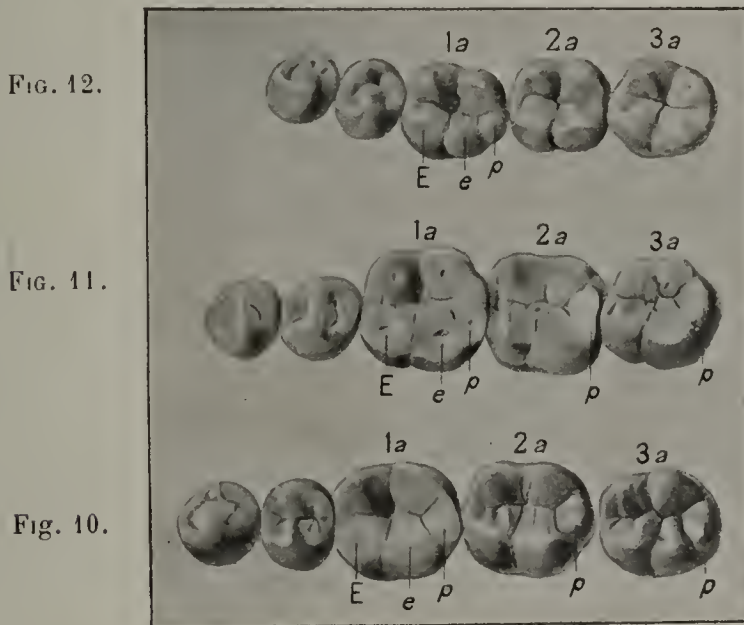 1a 2a 3a
FIG. 12.
E e p
1a 2a 3a
FIG. 11.
E e p p p
1a 2a 3a
Fig. 10.
E e p p p